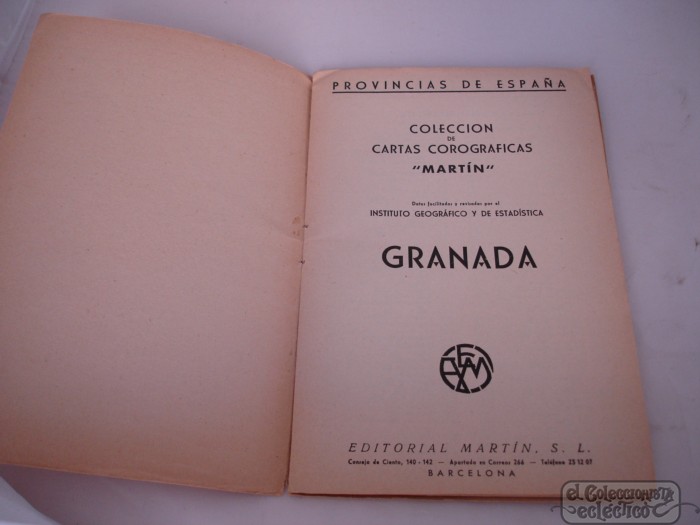 PROVINCIAS DE ESPAÑA
COLECCION
DE
CARTAS COROGRAFICAS
"MARTÍN"
Datos facilitados y revisados por el
INSTITUTO GEOGRÁFICO Y DE ESTADÍSTICA
GRANADA
EDITORIAL MARTÍN, S. L.
Consejo de Ciento, 140 - 142 — Apartado en Correos 266 — Teléfono 23 12 07
BARCELONA
el Coleccionista
ecléctico